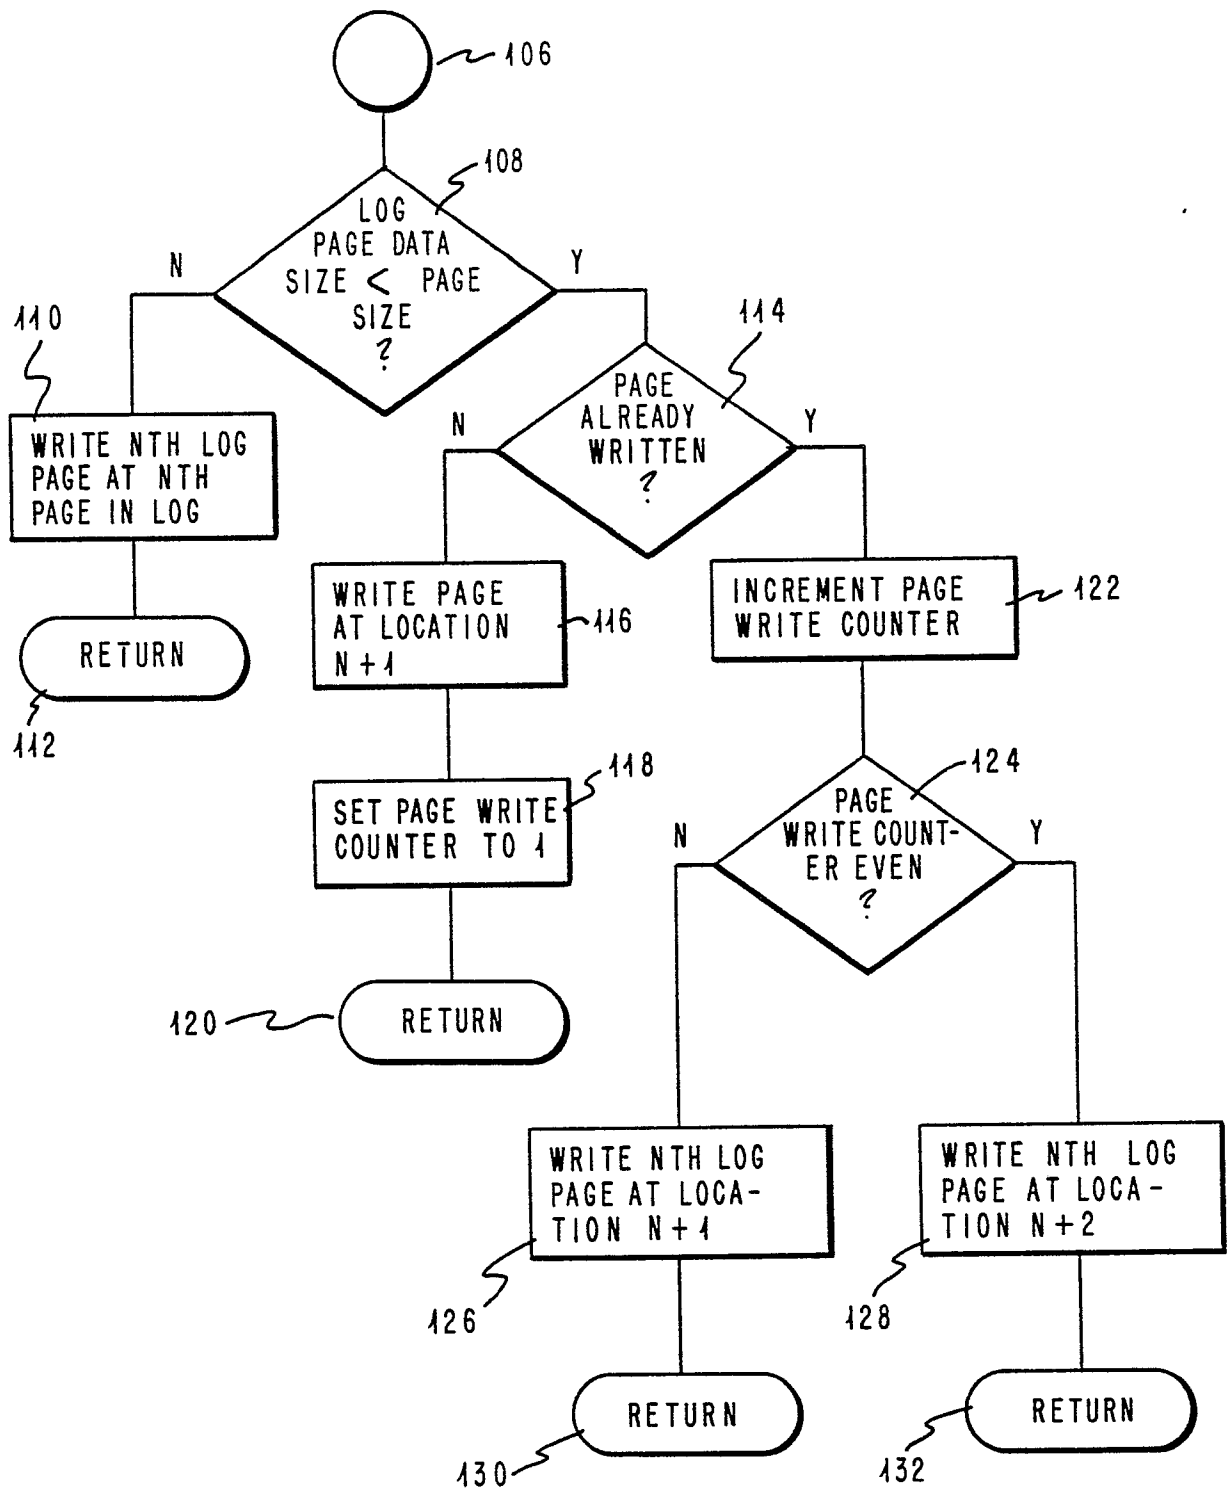 106
108
LOG
PAGE DATA
SIZE < PAGE
SIZE
?
N
Y
110
114
WRITE NTH LOG
PAGE AT NTH
PAGE IN LOG
PAGE
ALREADY
WRITTEN
?
N
Y
RETURN
112
WRITE PAGE
AT LOCATION
N+1
116
INCREMENT PAGE
WRITE COUNTER
122
118
SET PAGE WRITE
COUNTER TO 1
124
PAGE
WRITE COUNT-
ER EVEN
?
N
Y
120
RETURN
WRITE NTH LOG
PAGE AT LOCA-
TION N+1
126
WRITE NTH LOG
PAGE AT LOCA-
TION N+2
128
RETURN
130
RETURN
132